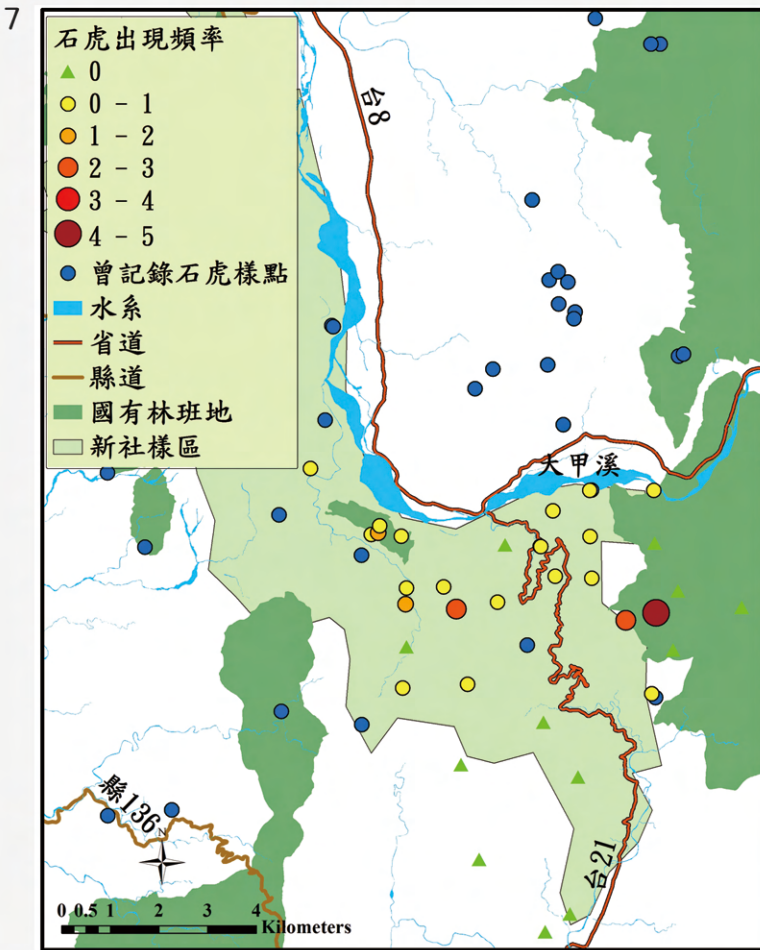 7
石虎出現頻率
0
0 - 1
1 - 2
2 - 3
3 - 4
4 - 5
曾記錄石虎樣點
水系
省道
縣道
國有林班地
新社樣區
台8
大甲溪
縣136
N
台21
0 0.5 1 2 3 4
Kilometers